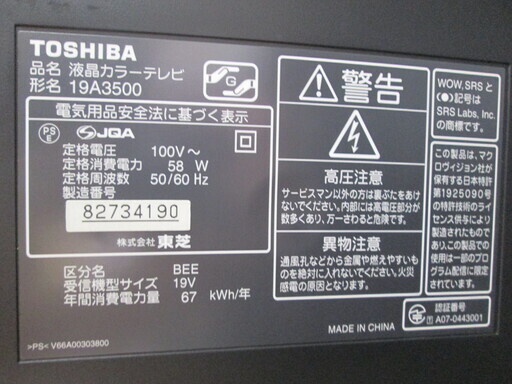 TOSHIBA
品名 液晶カラーテレビ
形名 19A3500
G
電気用品安全法に基づく表示
PS
E
JQA
定格電圧 100V～
定格消費電力 58 W
定格周波数 50/60 Hz
製造番号
82734190
株式会社 東芝
区分 BEE
受信機型サイズ 19V
年間消費電力量 67 kWh/年
>PS< V66A00303800
警告
高圧注意
サービスマン以外の方は裏ぶたをあけ
ないでください。内部には高電圧部分が
数多くあり、万一さわると危険です。
異物注意
通風孔などから金属や燃えやすい
ものなどを入れないでください。火災
感電の原因になります。
MADE IN CHINA
WOW, SRS と
(●)記号は
SRS Labs, Inc.
の商標です。
この製品は、マク
ロヴィジョン社が
保有する日本特許
第1925090号
の特許技術のライ
センス供与により
製造されたもので
あり、その使用は
一部のプログラ
ム配信に限定
されています。
認証番号
A07-0443001